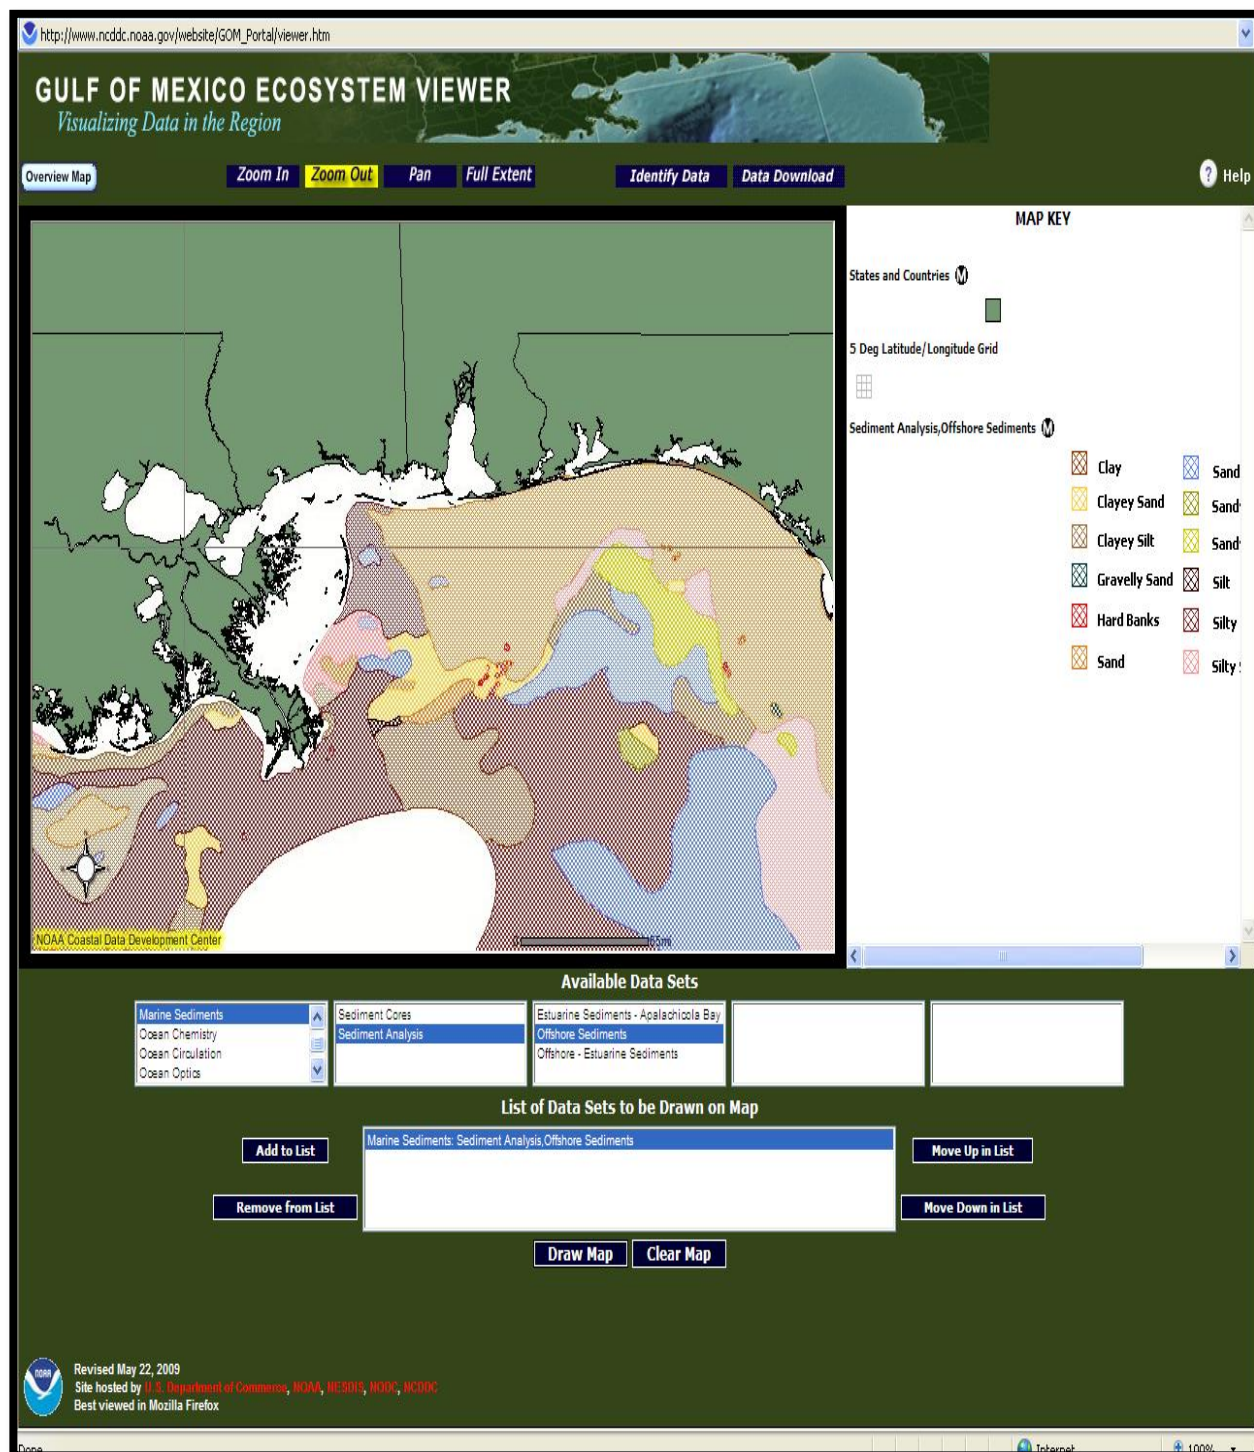 http://www.ncddc.noaa.gov/website/GOM_Portal/viewer.htm
GULF OF MEXICO ECOSYSTEM VIEWER
Visualizing Data in the Region
Overview Map
Zoom In
Zoom Out
Pan
Full Extent
Identify Data
Data Download
? Help
MAP KEY
States and Countries M
5 Deg Latitude/Longitude Grid
Sediment Analysis,Offshore Sediments M
Clay
Clayey Sand
Clayey Silt
Gravelly Sand
Hard Banks
Sand
Sand
Sand
Sand
Silt
Silty
Silty
NOAA Coastal Data Development Center
Available Data Sets
Marine Sediments
Ocean Chemistry
Ocean Circulation
Ocean Optics
Sediment Cores
Sediment Analysis
Estuarine Sediments - Apalachicola Bay
Offshore Sediments
Offshore - Estuarine Sediments
List of Data Sets to be Drawn on Map
Add to List
Remove from List
Marine Sediments: Sediment Analysis,Offshore Sediments
Move Up in List
Move Down in List
Draw Map
Clear Map
NOAA
Revised May 22, 2009
Site hosted by U.S. Department of Commerce, NOAA, NESDIS, NODC, NCDDC
Best viewed in Mozilla Firefox
Done
Internet
100%